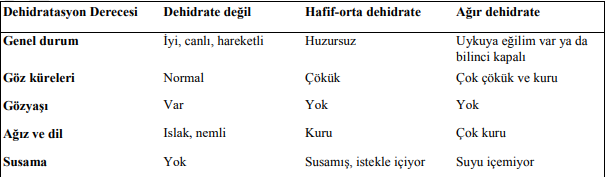 Dehidratasyon Derecesi Dehidrate değil Hafif-orta dehidrate Ağır dehidrate
Genel durum İyi, canlı, hareketli Huzursuz Uykuya eğilim var ya da
bilinci kapalı
Göz küreleri Normal Çökük Çok çökük ve kuru
Gözyaşı Var Yok Yok
Ağız ve dil Islak, nemli Kuru Çok kuru
Susama Yok Susamış, istekle içiyor Suyu içemiyor